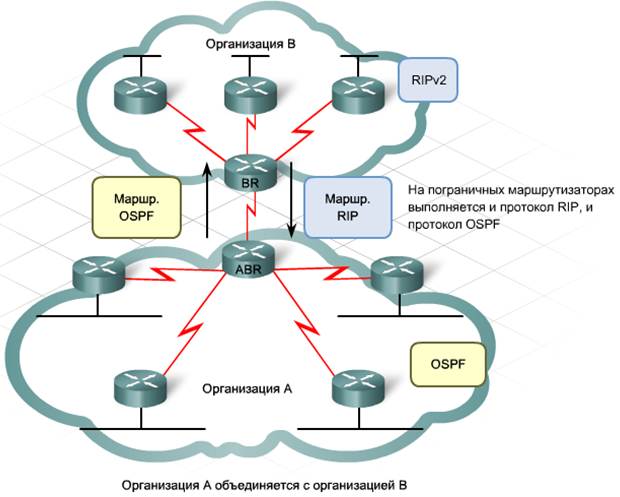 Организация B
RIPv2
BR
Маршр.
OSPF
Маршр.
RIP
На пограничных маршрутизаторах
выполняется и протокол RIP, и
протокол OSPF
ABR
OSPF
Организация A
Организация A объединяется с организацией B